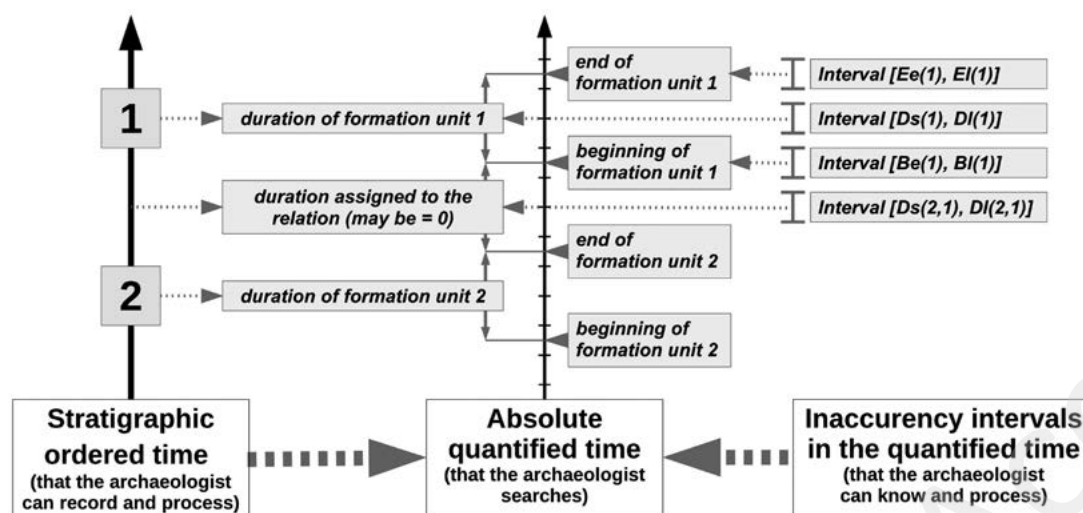 1
2
duration of formation unit 1
duration assigned to the
relation (may be = 0)
duration of formation unit 2
end of
formation unit 1
beginning of
formation unit 1
end of
formation unit 2
beginning of
formation unit 2
Interval [Ee(1), El(1)]
Interval [Ds(1), Dl(1)]
Interval [Be(1), Bl(1)]
Interval [Ds(2,1), Dl(2,1)]
Stratigraphic
ordered time
(that the archaeologist
can record and process)
Absolute
quantified time
(that the archaeologist
searches)
Inaccurency intervals
in the quantified time
(that the archaeologist
can know and process)